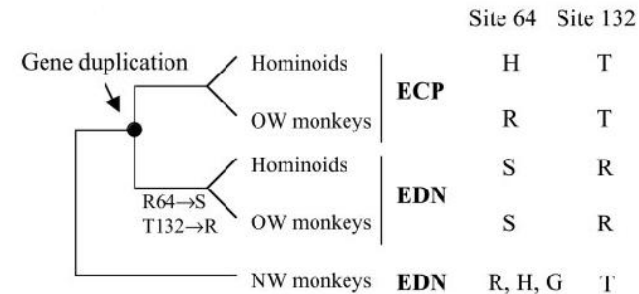 Site 64 Site 132
Gene duplication
Hominoids H T
ECP
OW monkeys R T
Hominoids S R
R64→S
EDN
T132→R
OW monkeys S R
NW monkeys EDN R, H, G T